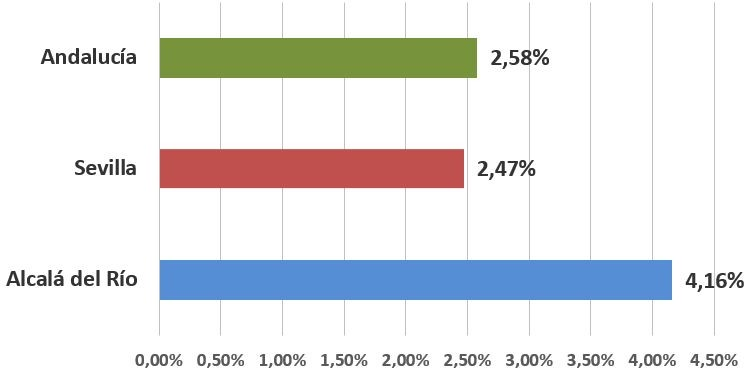 Andalucía 2,58%
Sevilla 2,47%
Alcalá del Río 4,16%
0,00% 0,50% 1,00% 1,50% 2,00% 2,50% 3,00% 3,50% 4,00% 4,50%